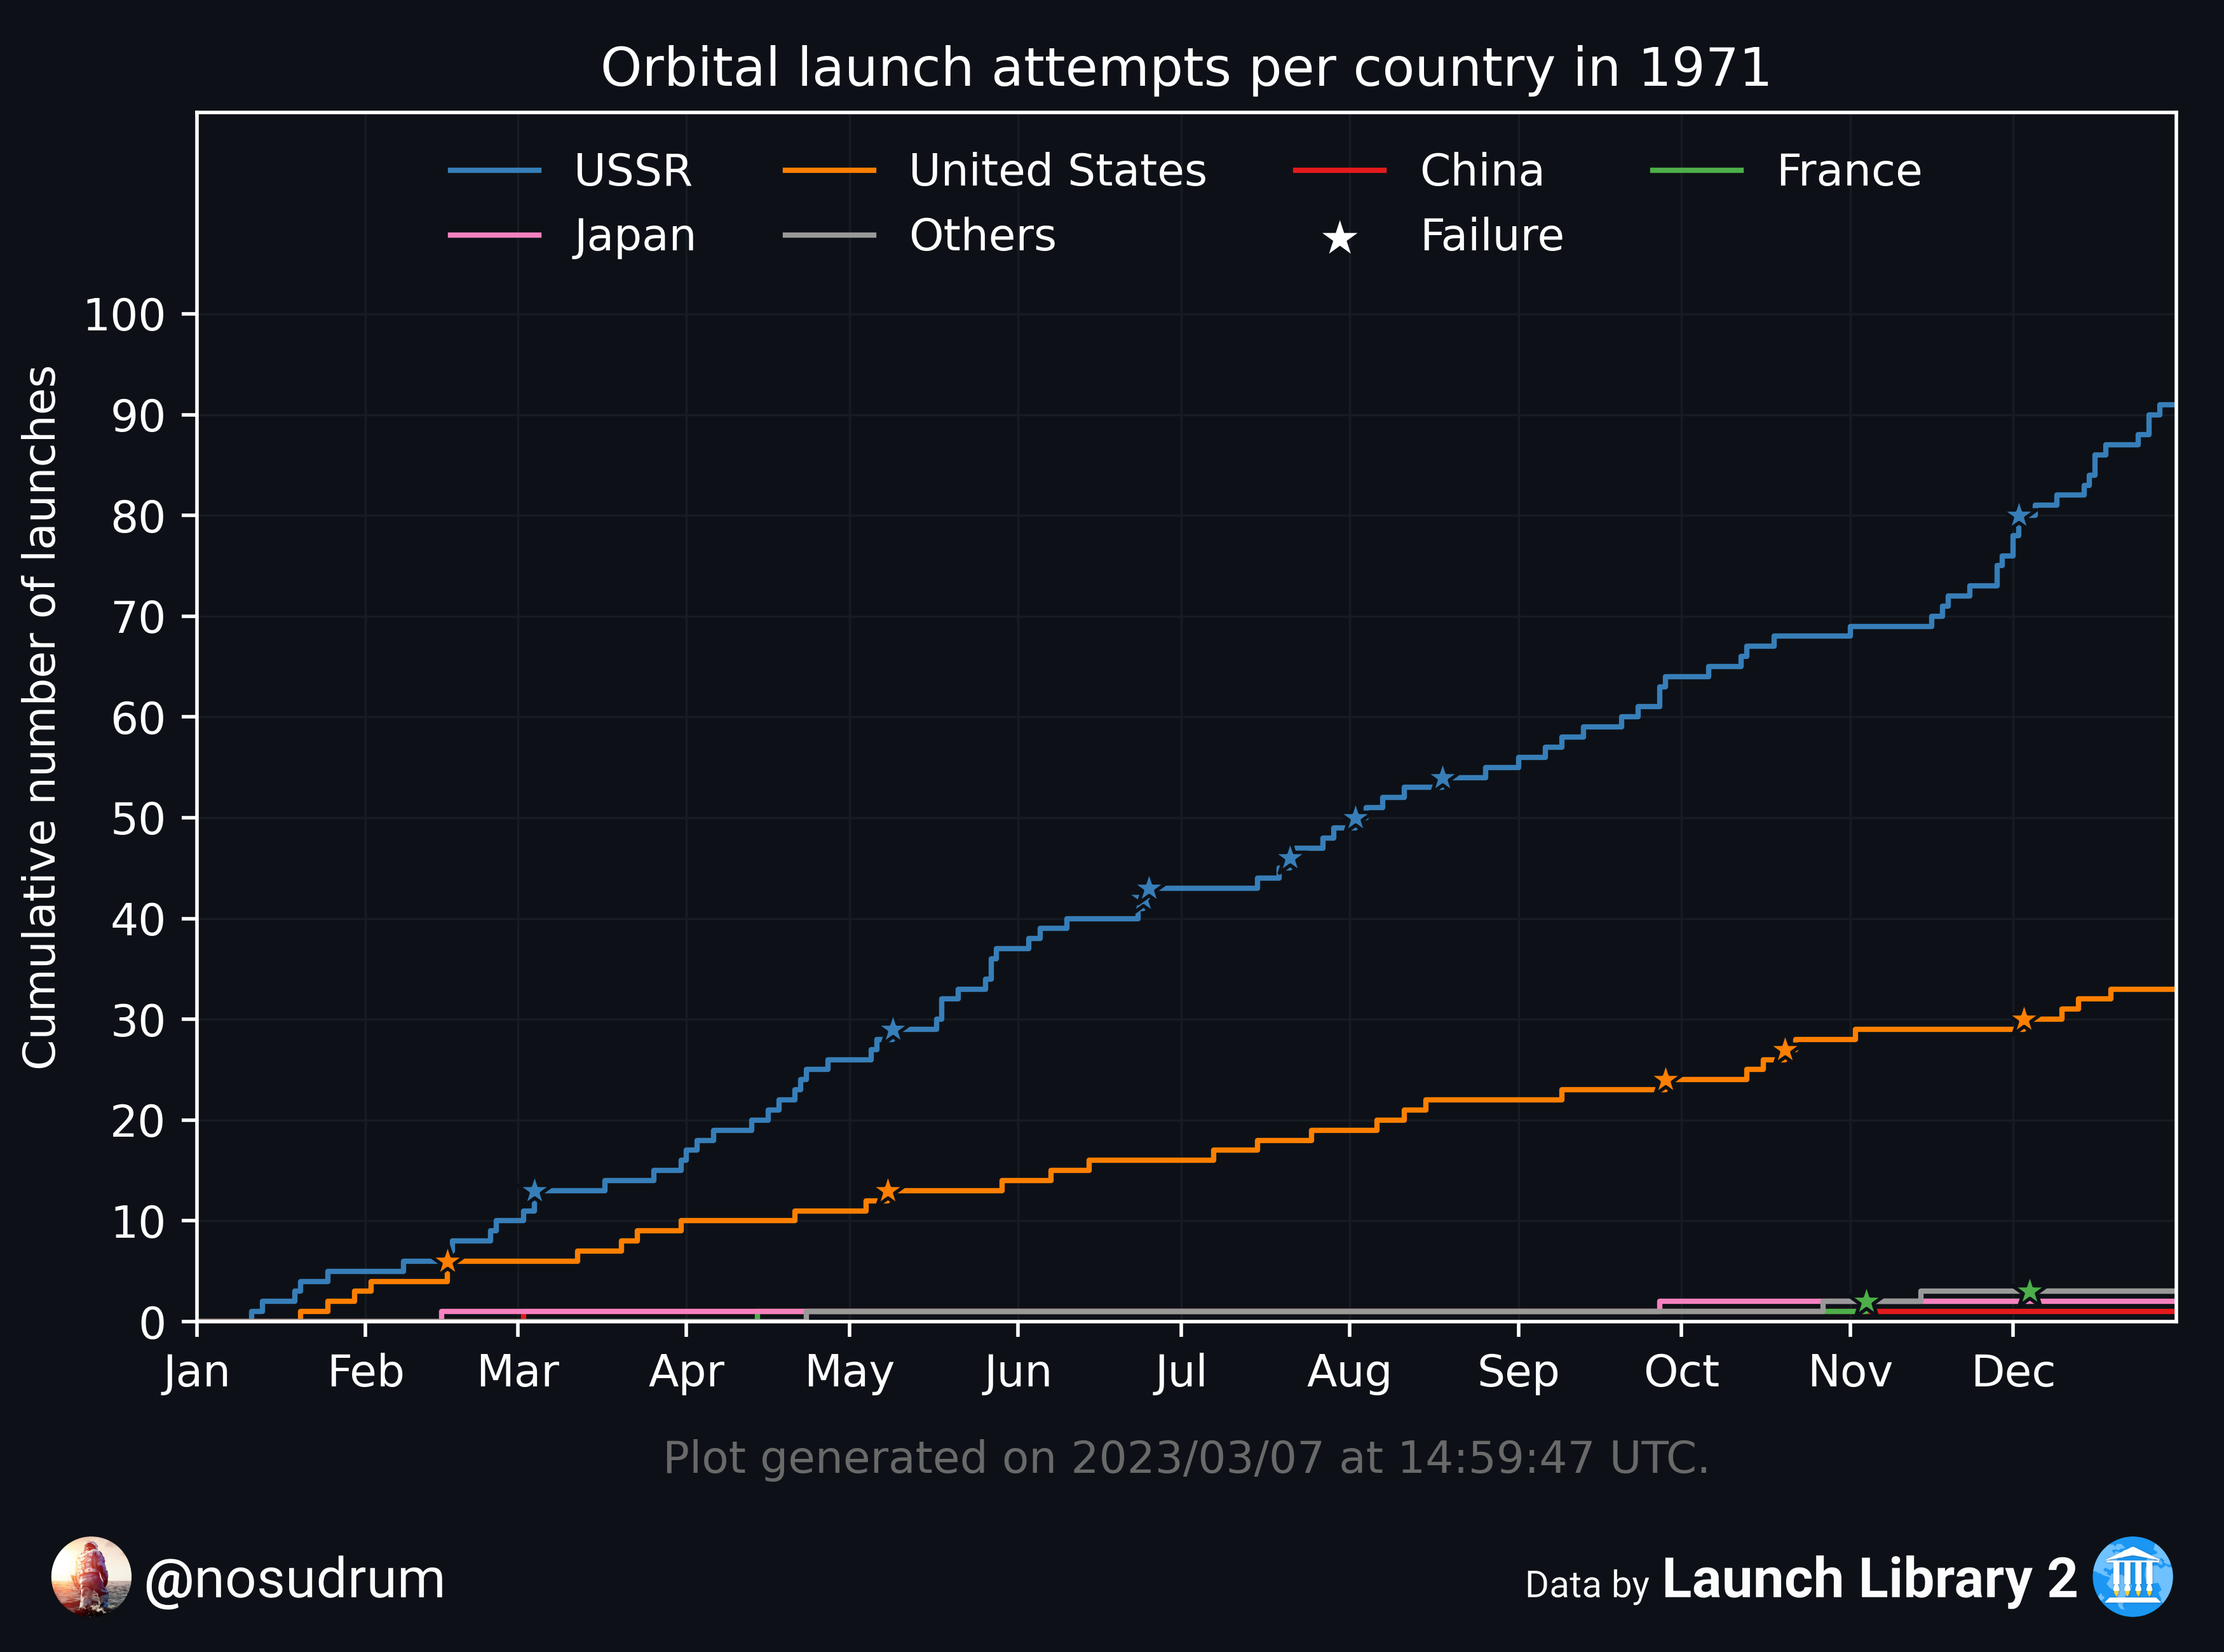 Orbital launch attempts per country in 1971
USSR United States China France
Japan Others Failure
Cumulative number of launches
100
90
80
70
60
50
40
30
20
10
0
Jan Feb Mar Apr May Jun Jul Aug Sep Oct Nov Dec
Plot generated on 2023/03/07 at 14:59:47 UTC.
@nosudrum
Data by Launch Library 2